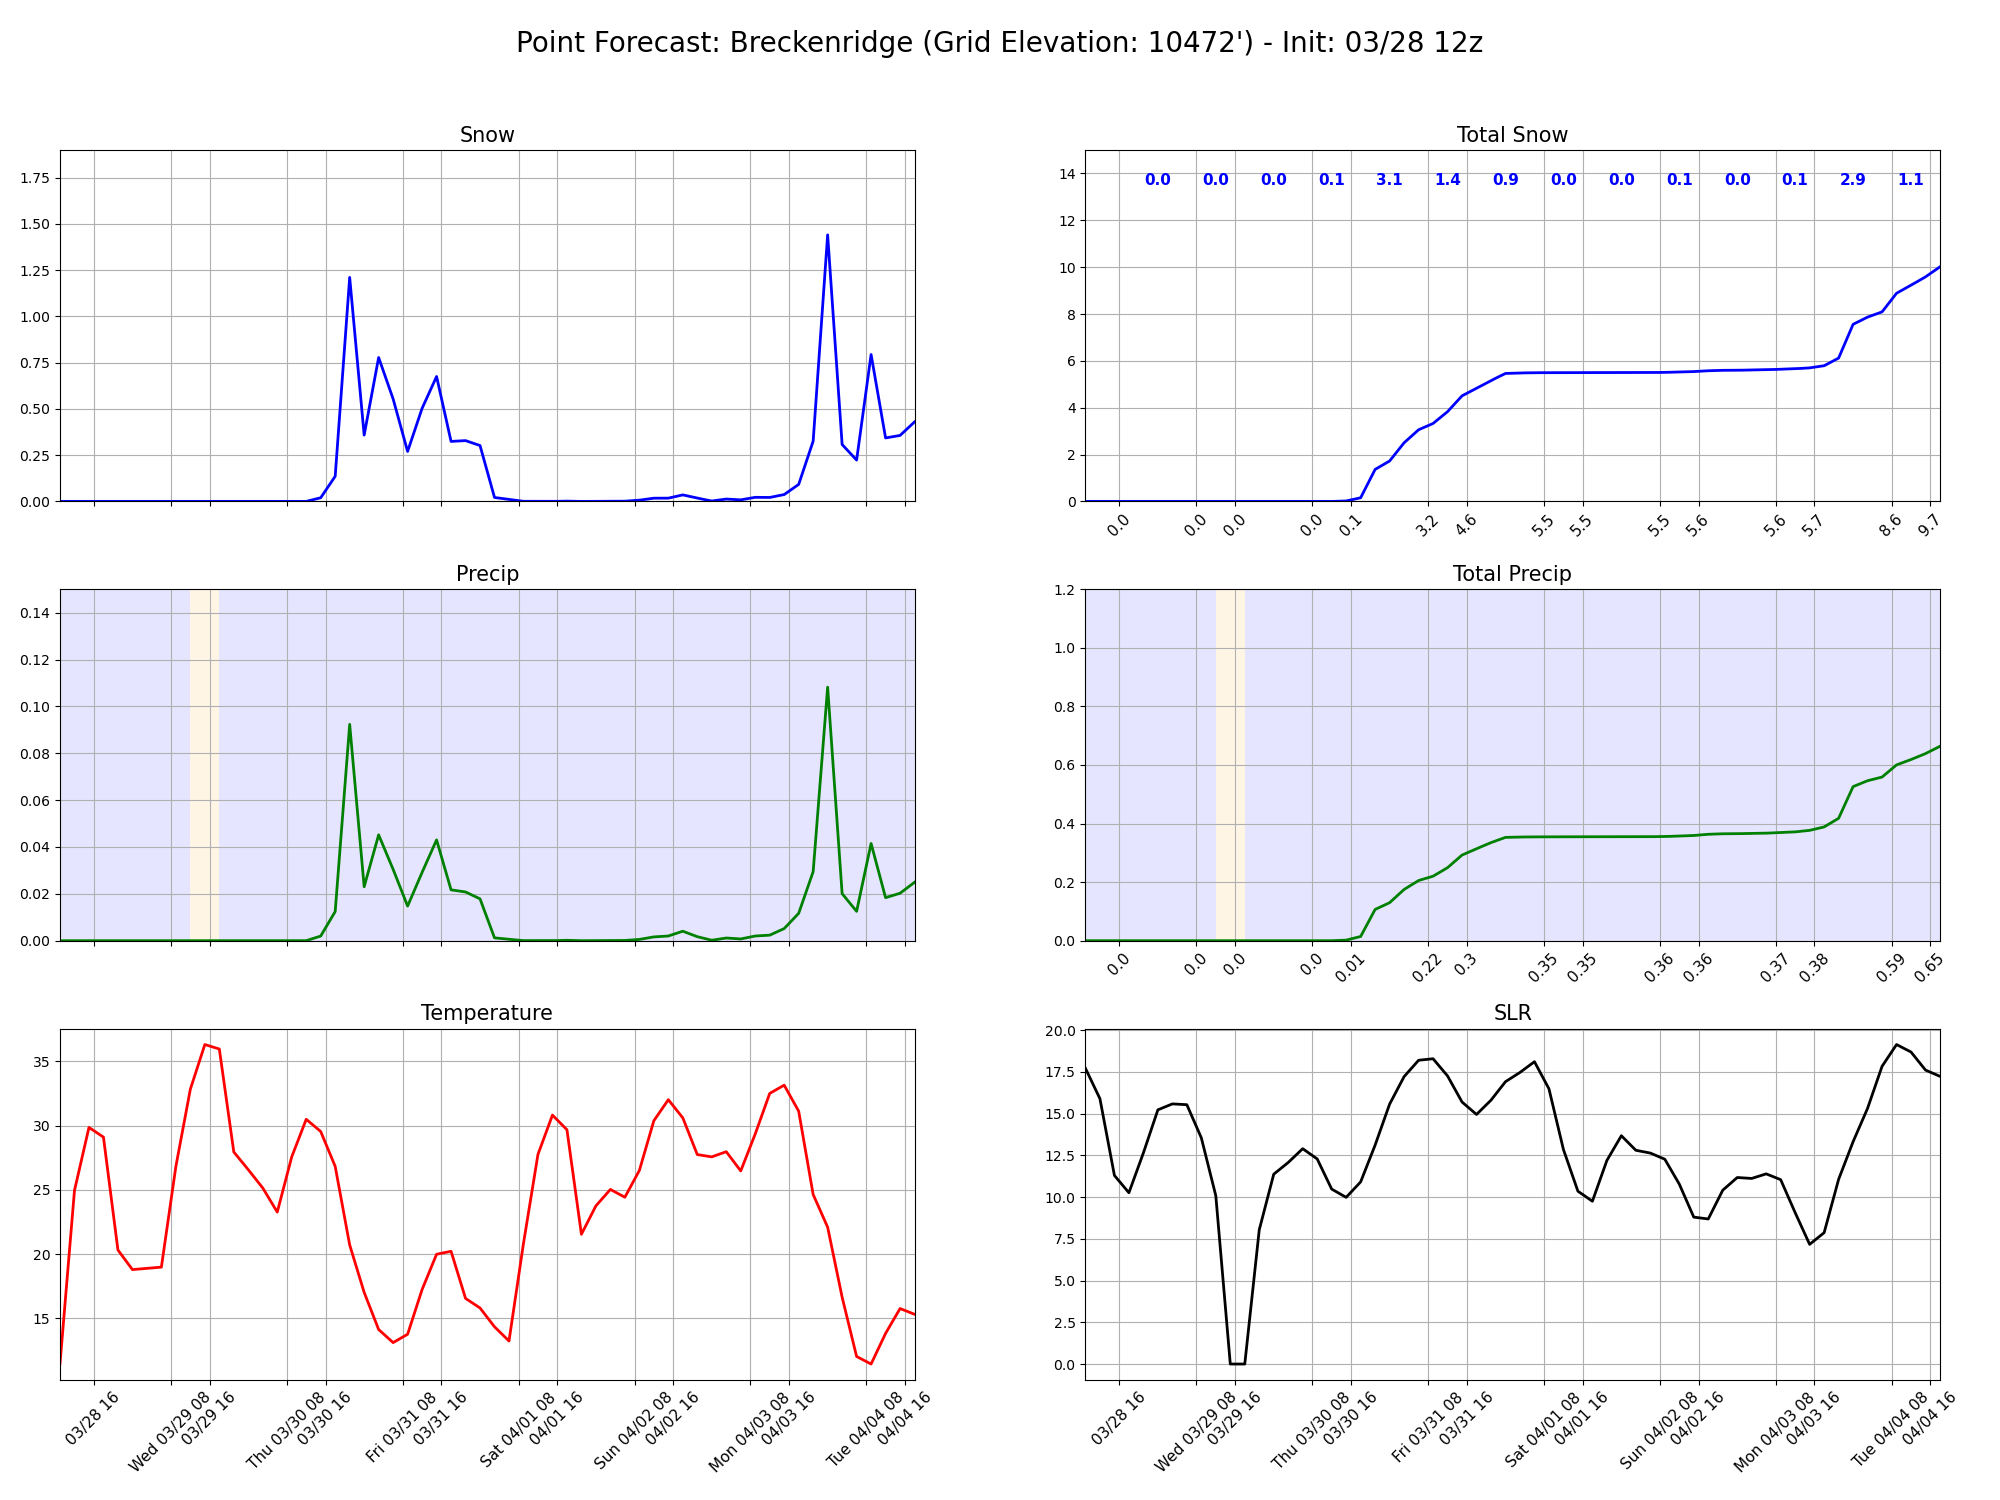 Point Forecast: Breckenridge (Grid Elevation: 10472') - Init: 03/28 12z
Snow
1.75
1.50
1.25
1.00
0.75
0.50
0.25
0.00
Total Snow
14
12
10
8
6
4
2
0
0.0 0.0 0.0 0.1 3.1 1.4 0.9 0.0 0.0 0.1 0.0 0.1 2.9 1.1
0.0 0.0 0.0 0.0 0.1 3.2 4.6 5.5 5.5 5.5 5.6 5.6 5.7 8.6 9.7
Precip
0.14
0.12
0.10
0.08
0.06
0.04
0.02
0.00
Total Precip
1.2
1.0
0.8
0.6
0.4
0.2
0.0
0.0 0.0 0.0 0.0 0.01 0.22 0.3 0.35 0.35 0.36 0.36 0.37 0.38 0.59 0.65
Temperature
35
30
25
20
15
03/28 16
Wed 03/29 08
03/29 16
Thu 03/30 08
03/30 16
Fri 03/31 08
03/31 16
Sat 04/01 08
04/01 16
Sun 04/02 08
04/02 16
Mon 04/03 08
04/03 16
Tue 04/04 08
04/04 16
SLR
20.0
17.5
15.0
12.5
10.0
7.5
5.0
2.5
0.0
03/28 16
Wed 03/29 08
03/29 16
Thu 03/30 08
03/30 16
Fri 03/31 08
03/31 16
Sat 04/01 08
04/01 16
Sun 04/02 08
04/02 16
Mon 04/03 08
04/03 16
Tue 04/04 08
04/04 16